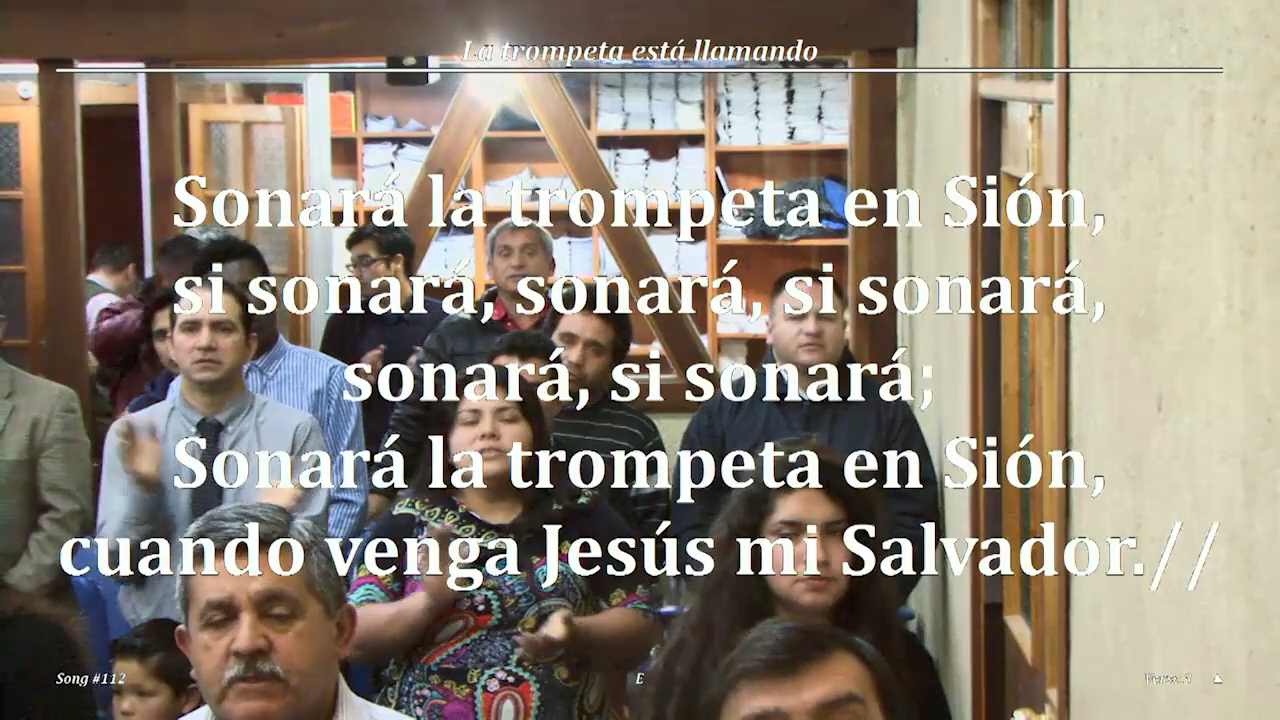 La trompeta está llamando
Sonará la trompeta en Sión,
si sonará, sonará, si sonará,
sonará, si sonará;
Sonará la trompeta en Sión,
cuando venga Jesús mi Salvador.//
Song #112
E